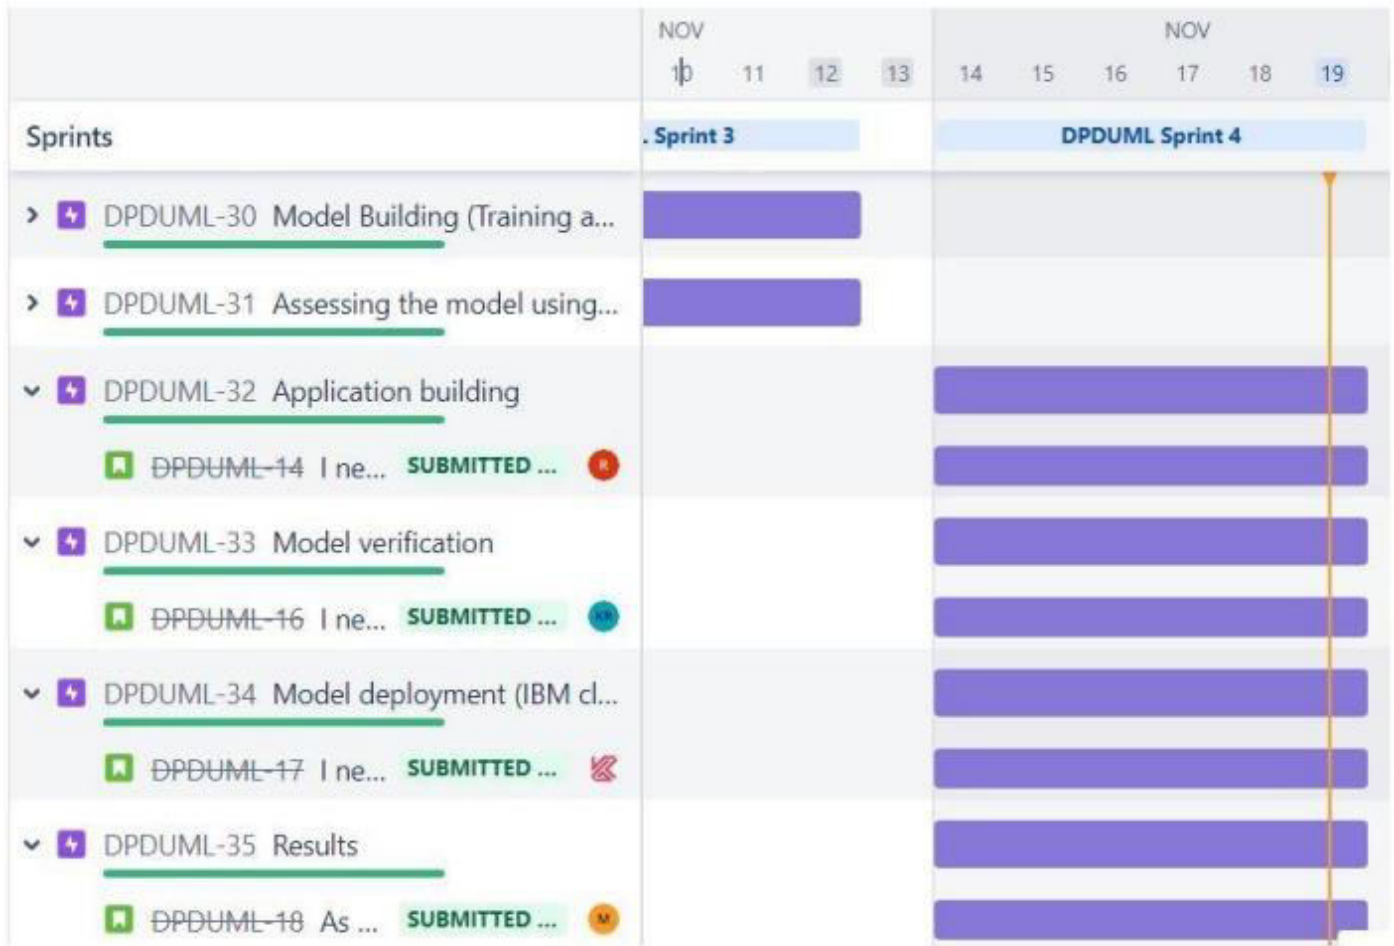 NOV NOV
10 11 12 13 14 15 16 17 18 19
Sprints . Sprint 3 DPDUML Sprint 4
DPDUML-30 Model Building (Training a...
DPDUML-31 Assessing the model using...
DPDUML-32 Application building
DPDUML-14 I ne... SUBMITTED ... R
DPDUML-33 Model verification
DPDUML-16 I ne... SUBMITTED ...
DPDUML-34 Model deployment (IBM cl...
DPDUML-17 I ne... SUBMITTED ...
DPDUML-35 Results
DPDUML-18 As ... SUBMITTED ... M